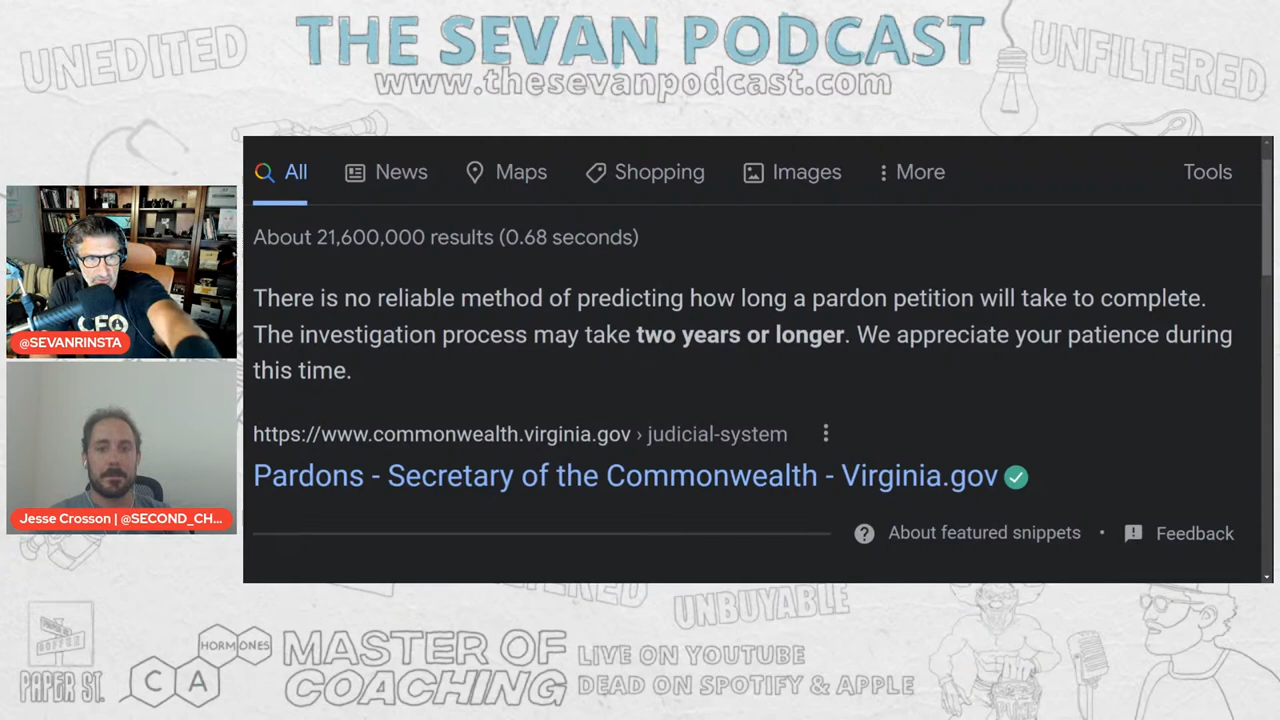 UNEDITED
THE SEVAN PODCAST
www.thesevanpodcast.com
UNFILTERED
All
News
Maps
Shopping
Images
More
Tools
About 21,600,000 results (0.68 seconds)
There is no reliable method of predicting how long a pardon petition will take to complete.
The investigation process may take two years or longer. We appreciate your patience during
this time.
https://www.commonwealth.virginia.gov › judicial-system
Pardons - Secretary of the Commonwealth - Virginia.gov
About featured snippets
Feedback
@SEVANRINSTA
Jesse Crosson | @SECOND_CH...
UNBUYABLE
PAPER ST.
COFFEE
HORMONES
CA
MASTER OF
COACHING
LIVE ON YOUTUBE
DEAD ON SPOTIFY & APPLE